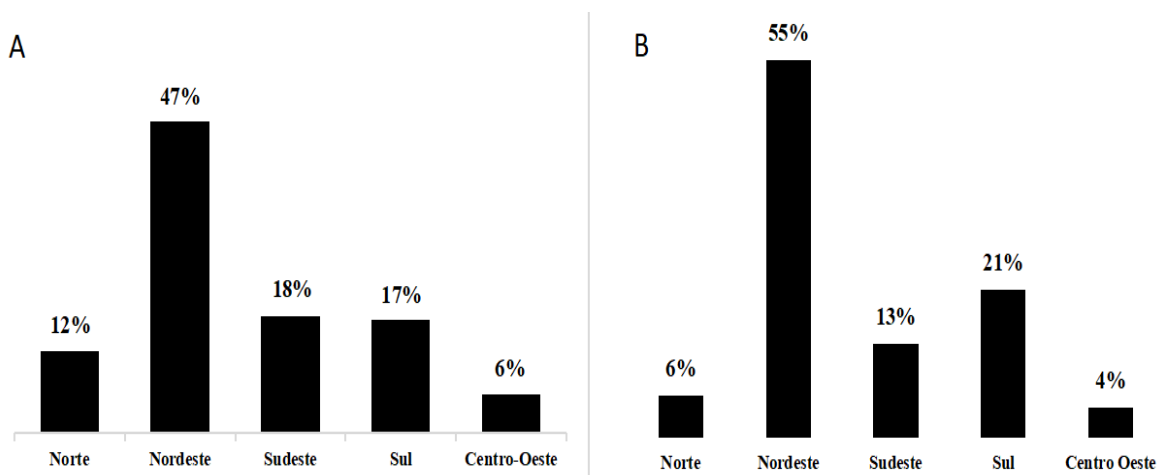 A
47%
18%
17%
12%
6%
Norte Nordeste Sudeste Sul Centro-Oeste
B
55%
21%
13%
6%
4%
Norte Nordeste Sudeste Sul Centro Oeste